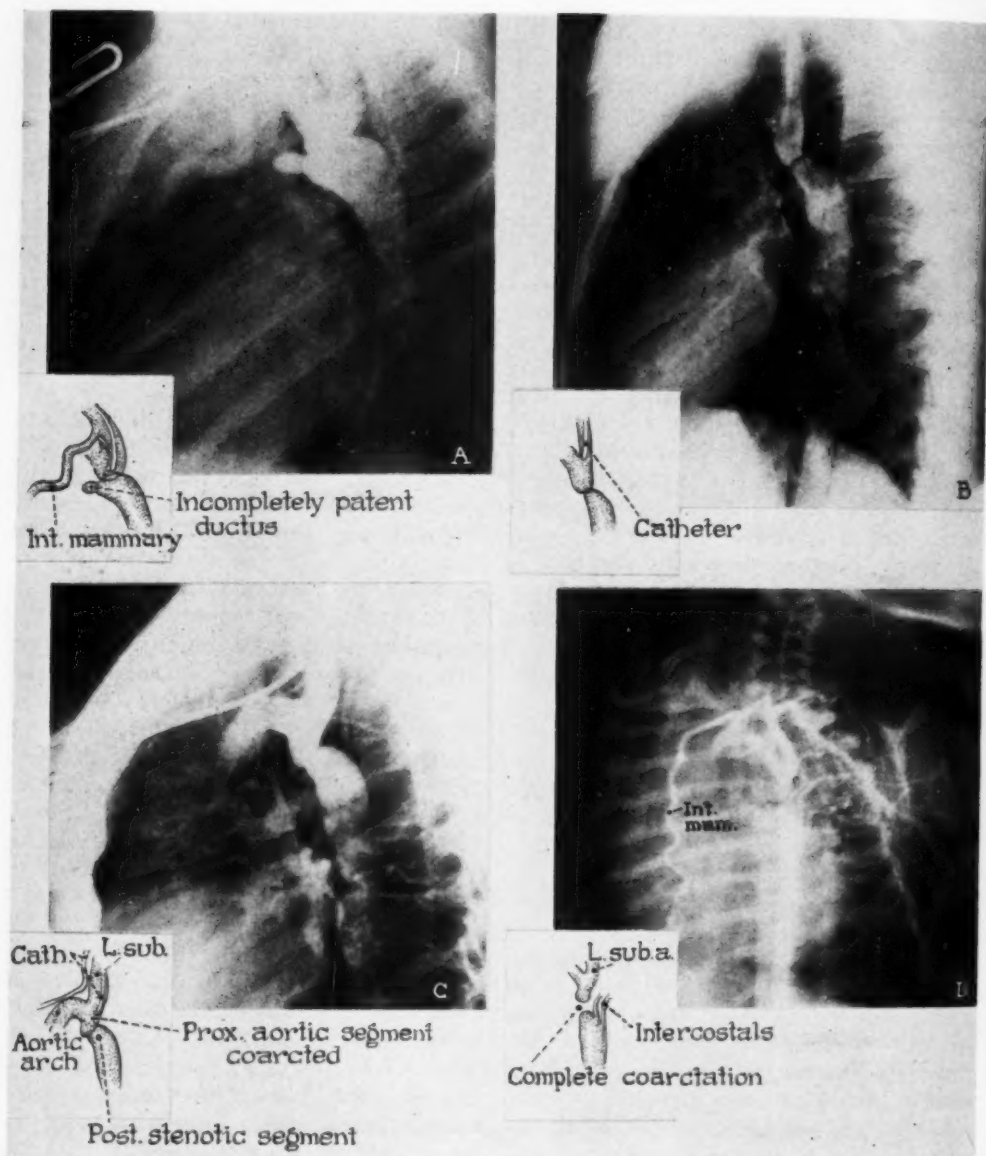 A
Incompletely patent
ductus
Int. mammary
B
Catheter
C
Cath.
L. sub.
Aortic
arch
Prox. aortic segment
coarcted
Post. stenotic segment
Int.
mam.
D
L. sub. a.
Intercostals
Complete coarctation